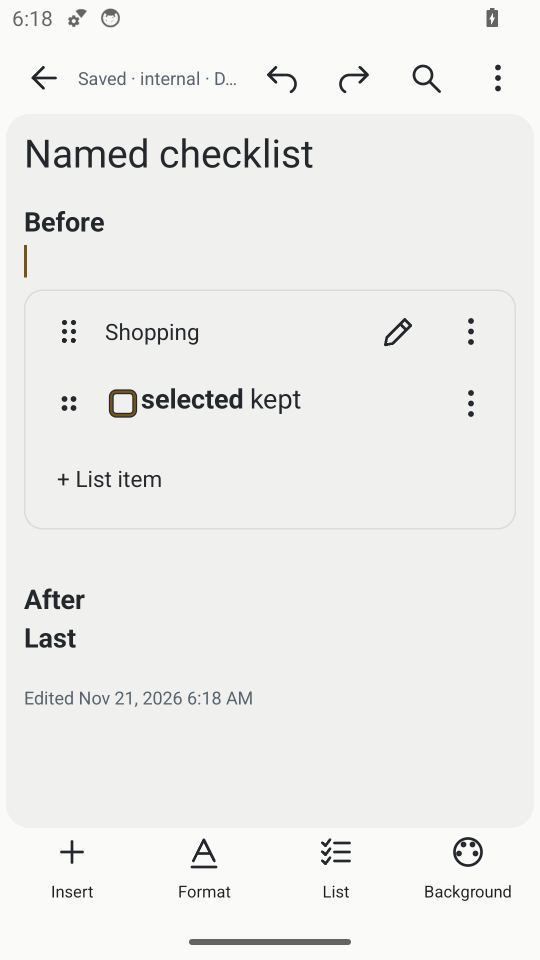 6:18
Saved · internal · D...
Named checklist
Before
Shopping
selected kept
+ List item
After
Last
Edited Nov 21, 2026 6:18 AM
Insert
Format
List
Background